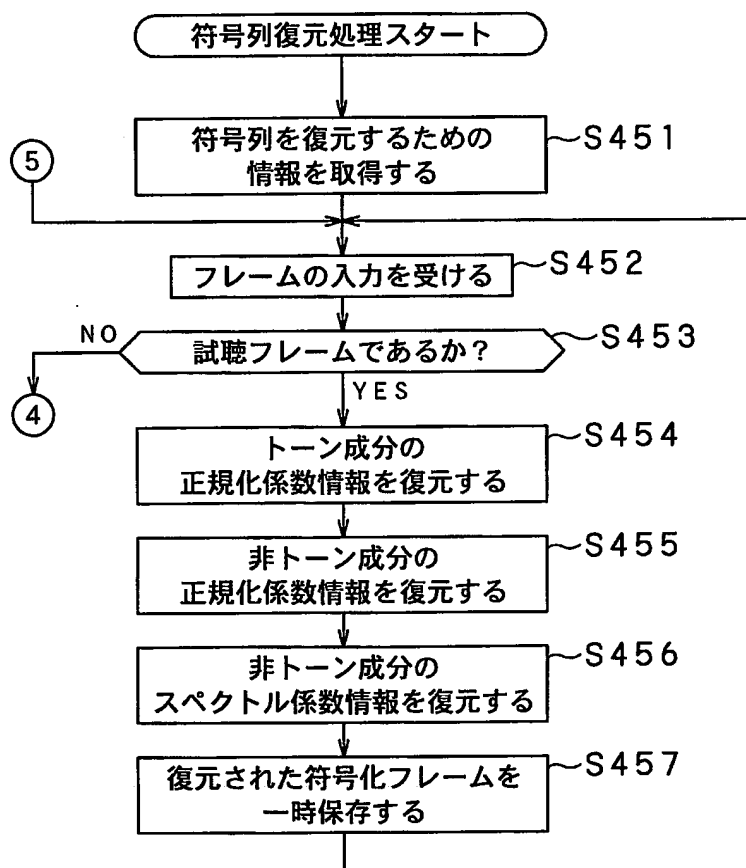 符号列復元処理スタート
符号列を復元するための
情報を取得する
S451
5
フレームの入力を受ける
S452
試聴フレームであるか?
S453
NO
4
YES
トーン成分の
正規化係数情報を復元する
S454
非トーン成分の
正規化係数情報を復元する
S455
非トーン成分の
スペクトル係数情報を復元する
S456
復元された符号化フレームを
一時保存する
S457